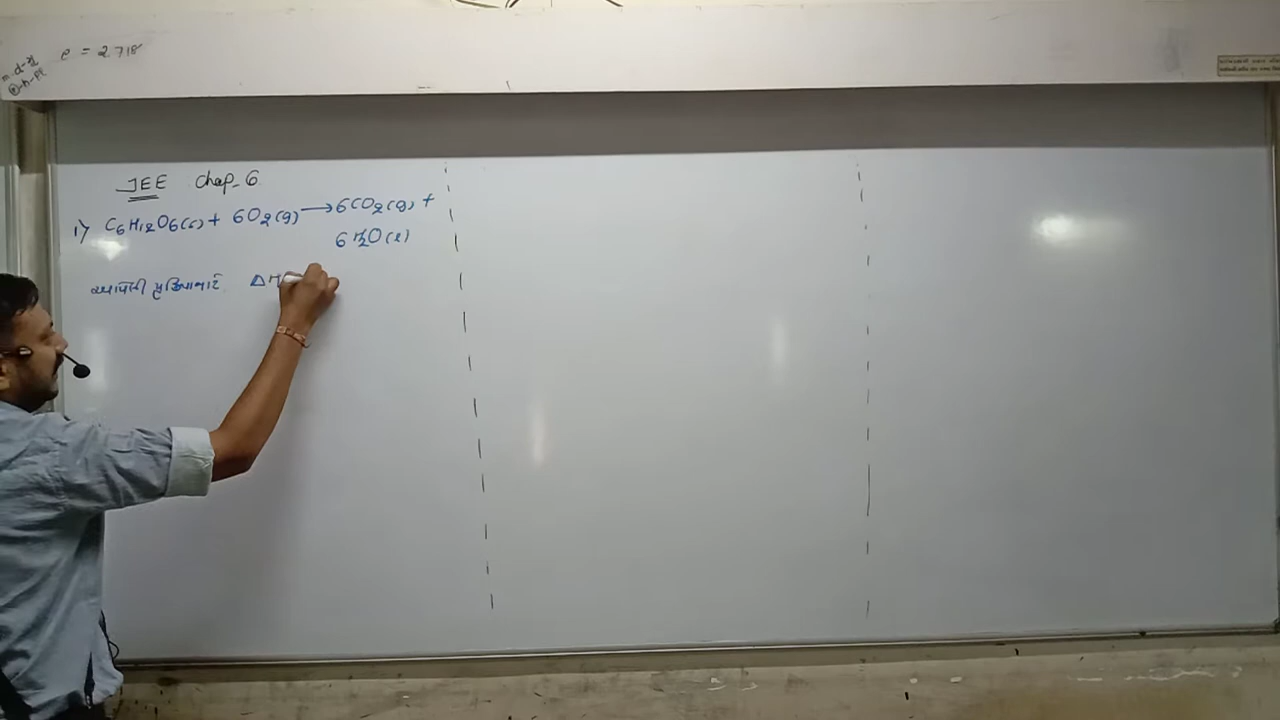 e = 2.718
JEE Chap-6
1) C₆H₁₂O₆(s) + 6O₂(g) ⟶ 6CO₂(g) +
6H₂O(l)
આપેલી પ્રક્રિયા માટે ΔH